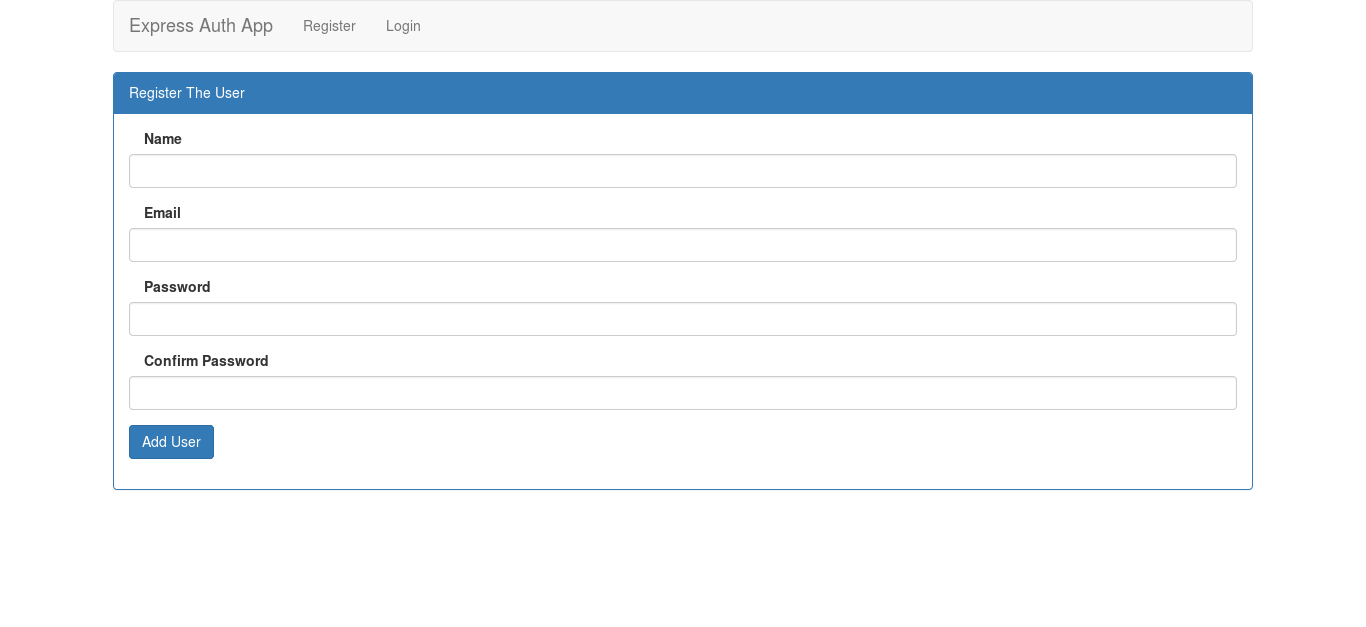 Express Auth App Register Login
Register The User
Name
Email
Password
Confirm Password
Add User